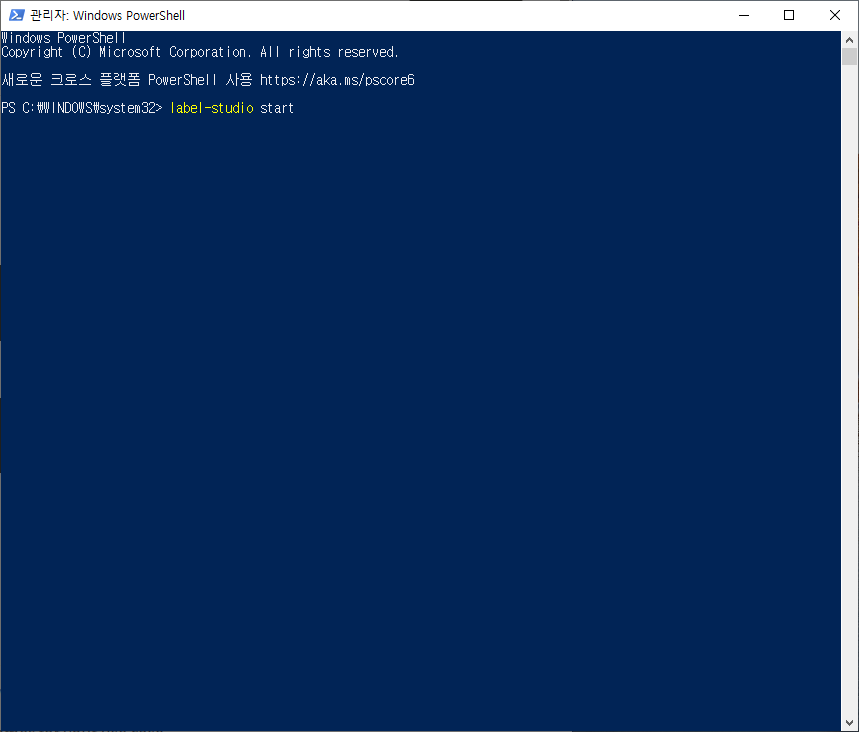 관리자: Windows PowerShell
Windows PowerShell
Copyright (C) Microsoft Corporation. All rights reserved.
새로운 크로스 플랫폼 PowerShell 사용 https://aka.ms/pscore6
PS C:₩WINDOWS₩system32> label-studio start